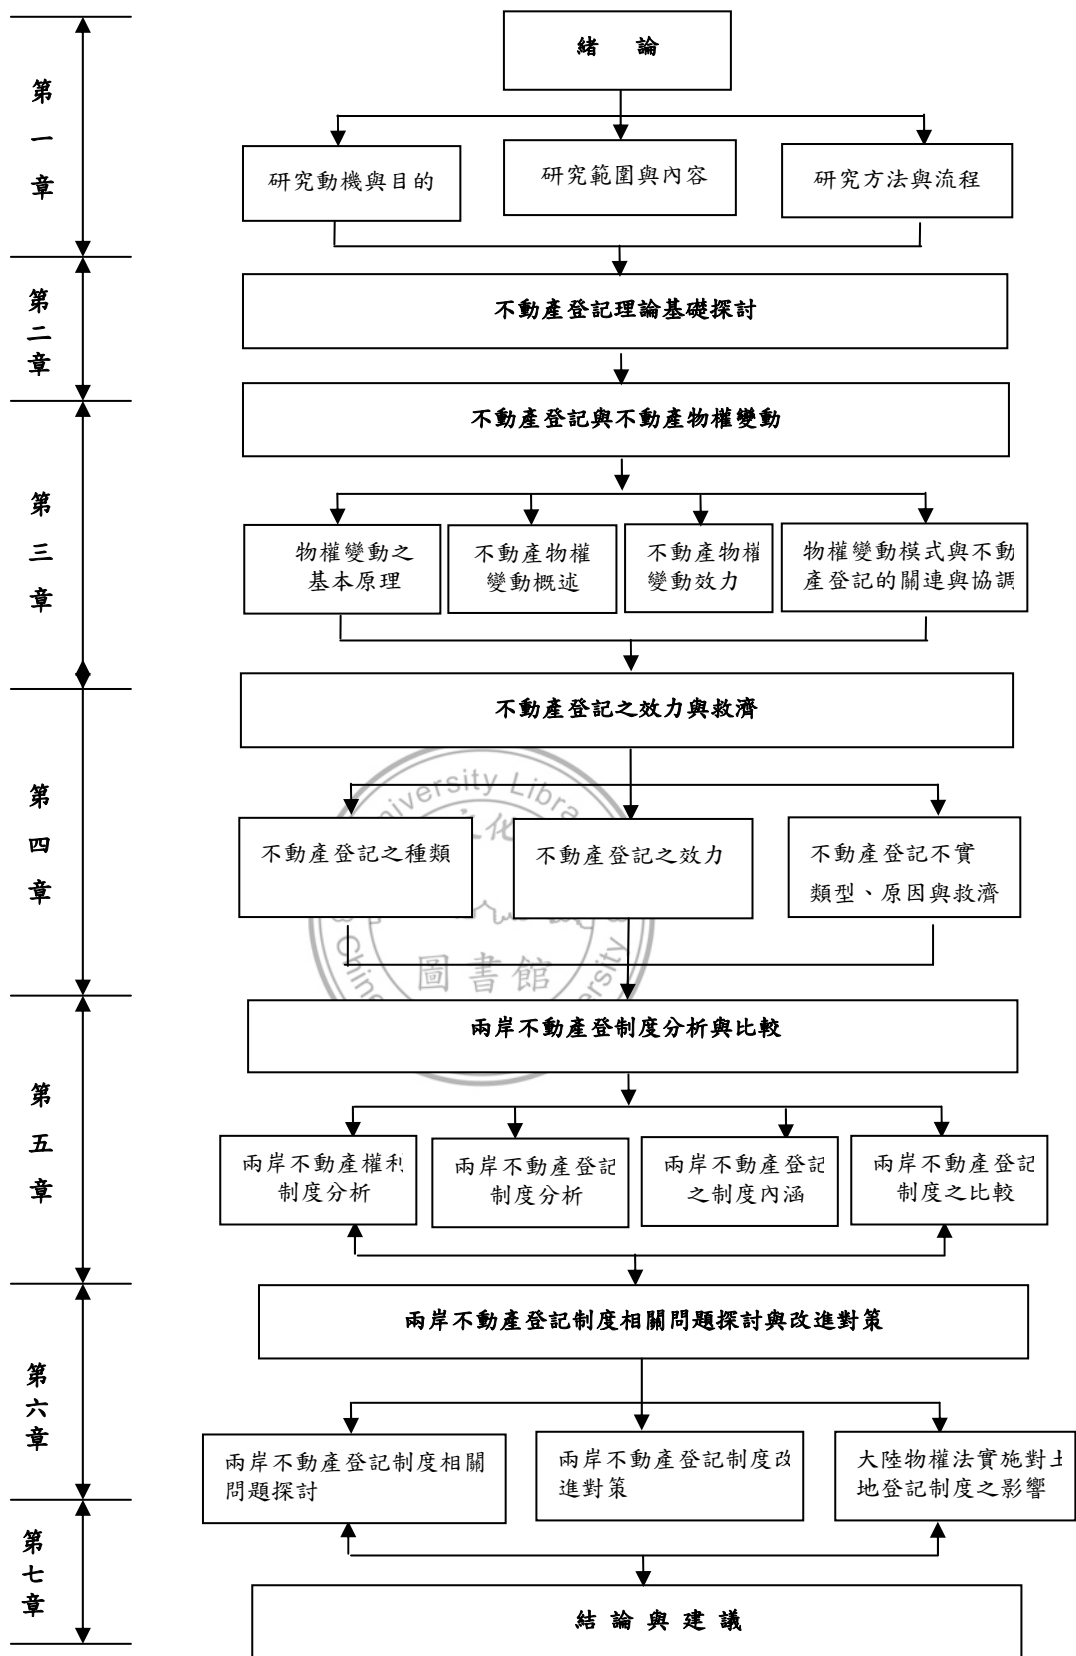 第一章
緒 論
研究動機與目的
研究範圍與內容
研究方法與流程
第二章
不動產登記理論基礎探討
不動產登記與不動產物權變動
第三章
物權變動之
基本原理
不動產物權
變動概述
不動產物權
變動效力
物權變動模式與不動
產登記的關連與協調
不動產登記之效力與救濟
第四章
不動產登記之種類
不動產登記之效力
不動產登記不實
類型、原因與救濟
University Libra
文化
圖書館
兩岸不動產登制度分析與比較
第五章
兩岸不動產權利
制度分析
兩岸不動產登記
制度分析
兩岸不動產登記
之制度內涵
兩岸不動產登記
制度之比較
兩岸不動產登記制度相關問題探討與改進對策
第六章
兩岸不動產登記制度相關
問題探討
兩岸不動產登記制度改
進對策
大陸物權法實施對土
地登記制度之影響
第七章
結 論 與 建 議